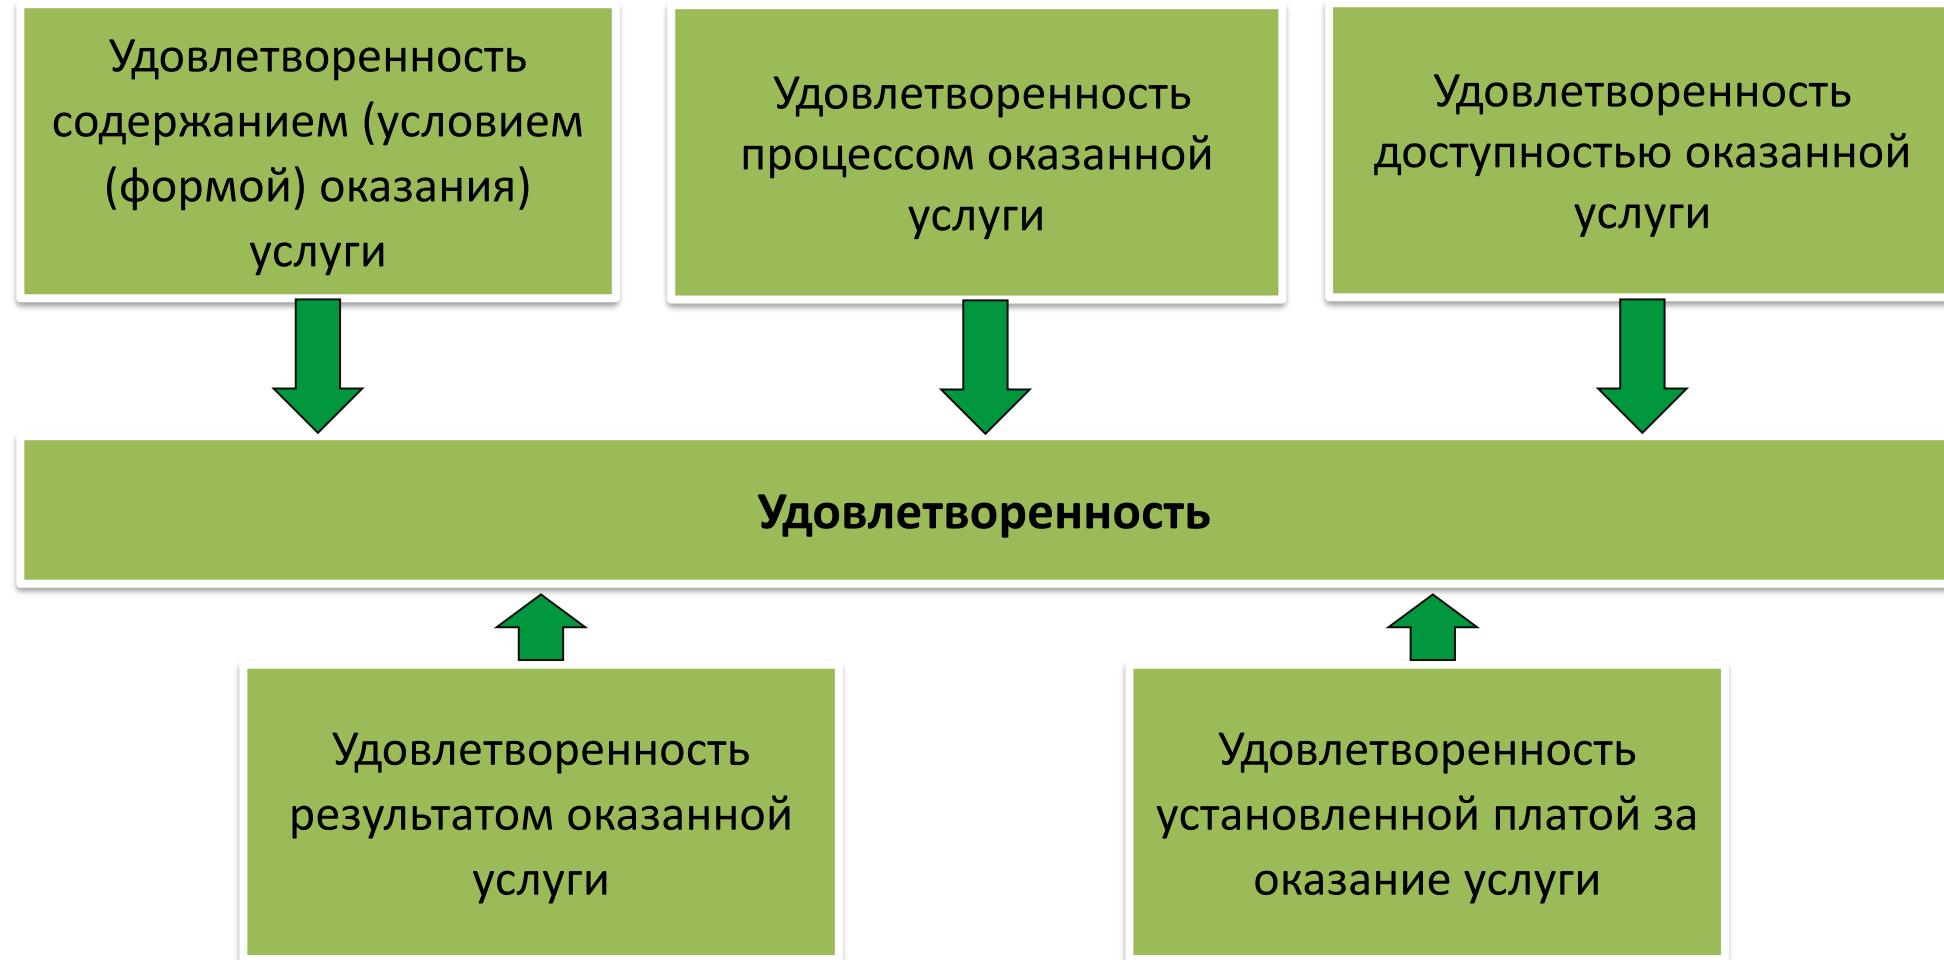 Удовлетворенность
содержанием (условием
(формой) оказания)
услуги
Удовлетворенность
процессом оказанной
услуги
Удовлетворенность
доступностью оказанной
услуги
Удовлетворенность
Удовлетворенность
результатом оказанной
услуги
Удовлетворенность
установленной платой за
оказание услуги